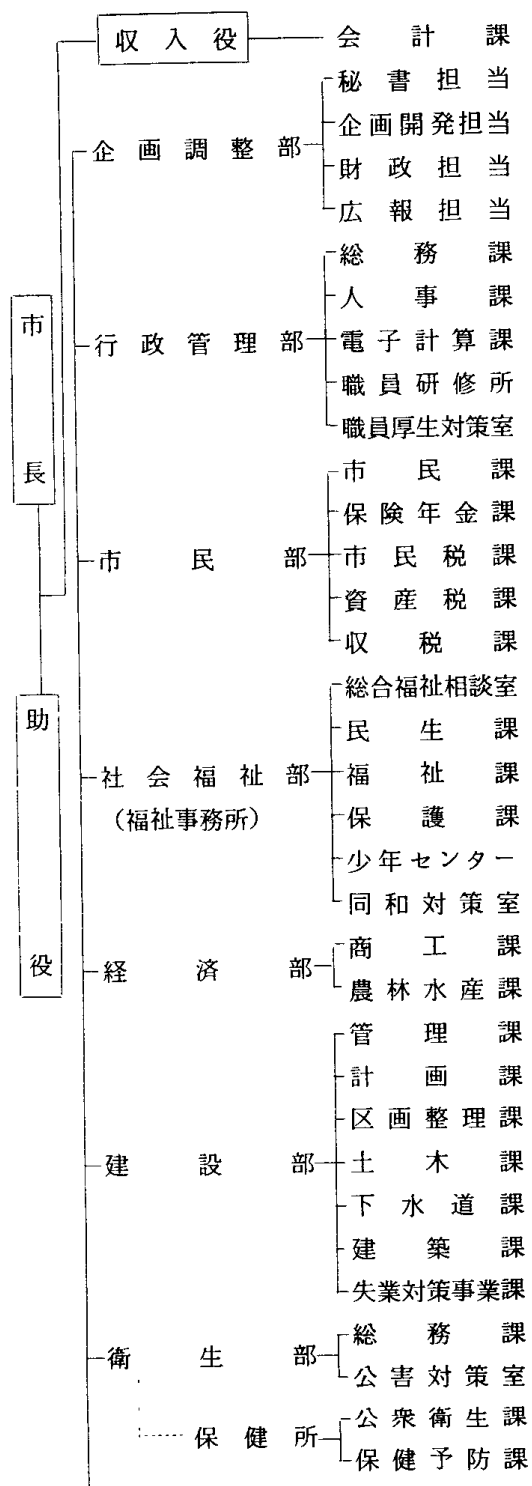 市長
助役
収入役
会計課
企画調整部
秘書担当
企画開発担当
財政担当
広報担当
行政管理部
総務課
人事課
電子計算課
職員研修所
職員厚生対策室
市民部
市民課
保険年金課
市民税課
資産税課
収税課
社会福祉部
(福祉事務所)
総合福祉相談室
民生課
福祉課
保護課
少年センター
同和対策室
経済部
商工課
農林水産課
建設部
管理課
計画課
区画整理課
土木課
下水道課
建築課
失業対策事業課
衛生部
総務課
公害対策室
保健所
公衆衛生課
保健予防課